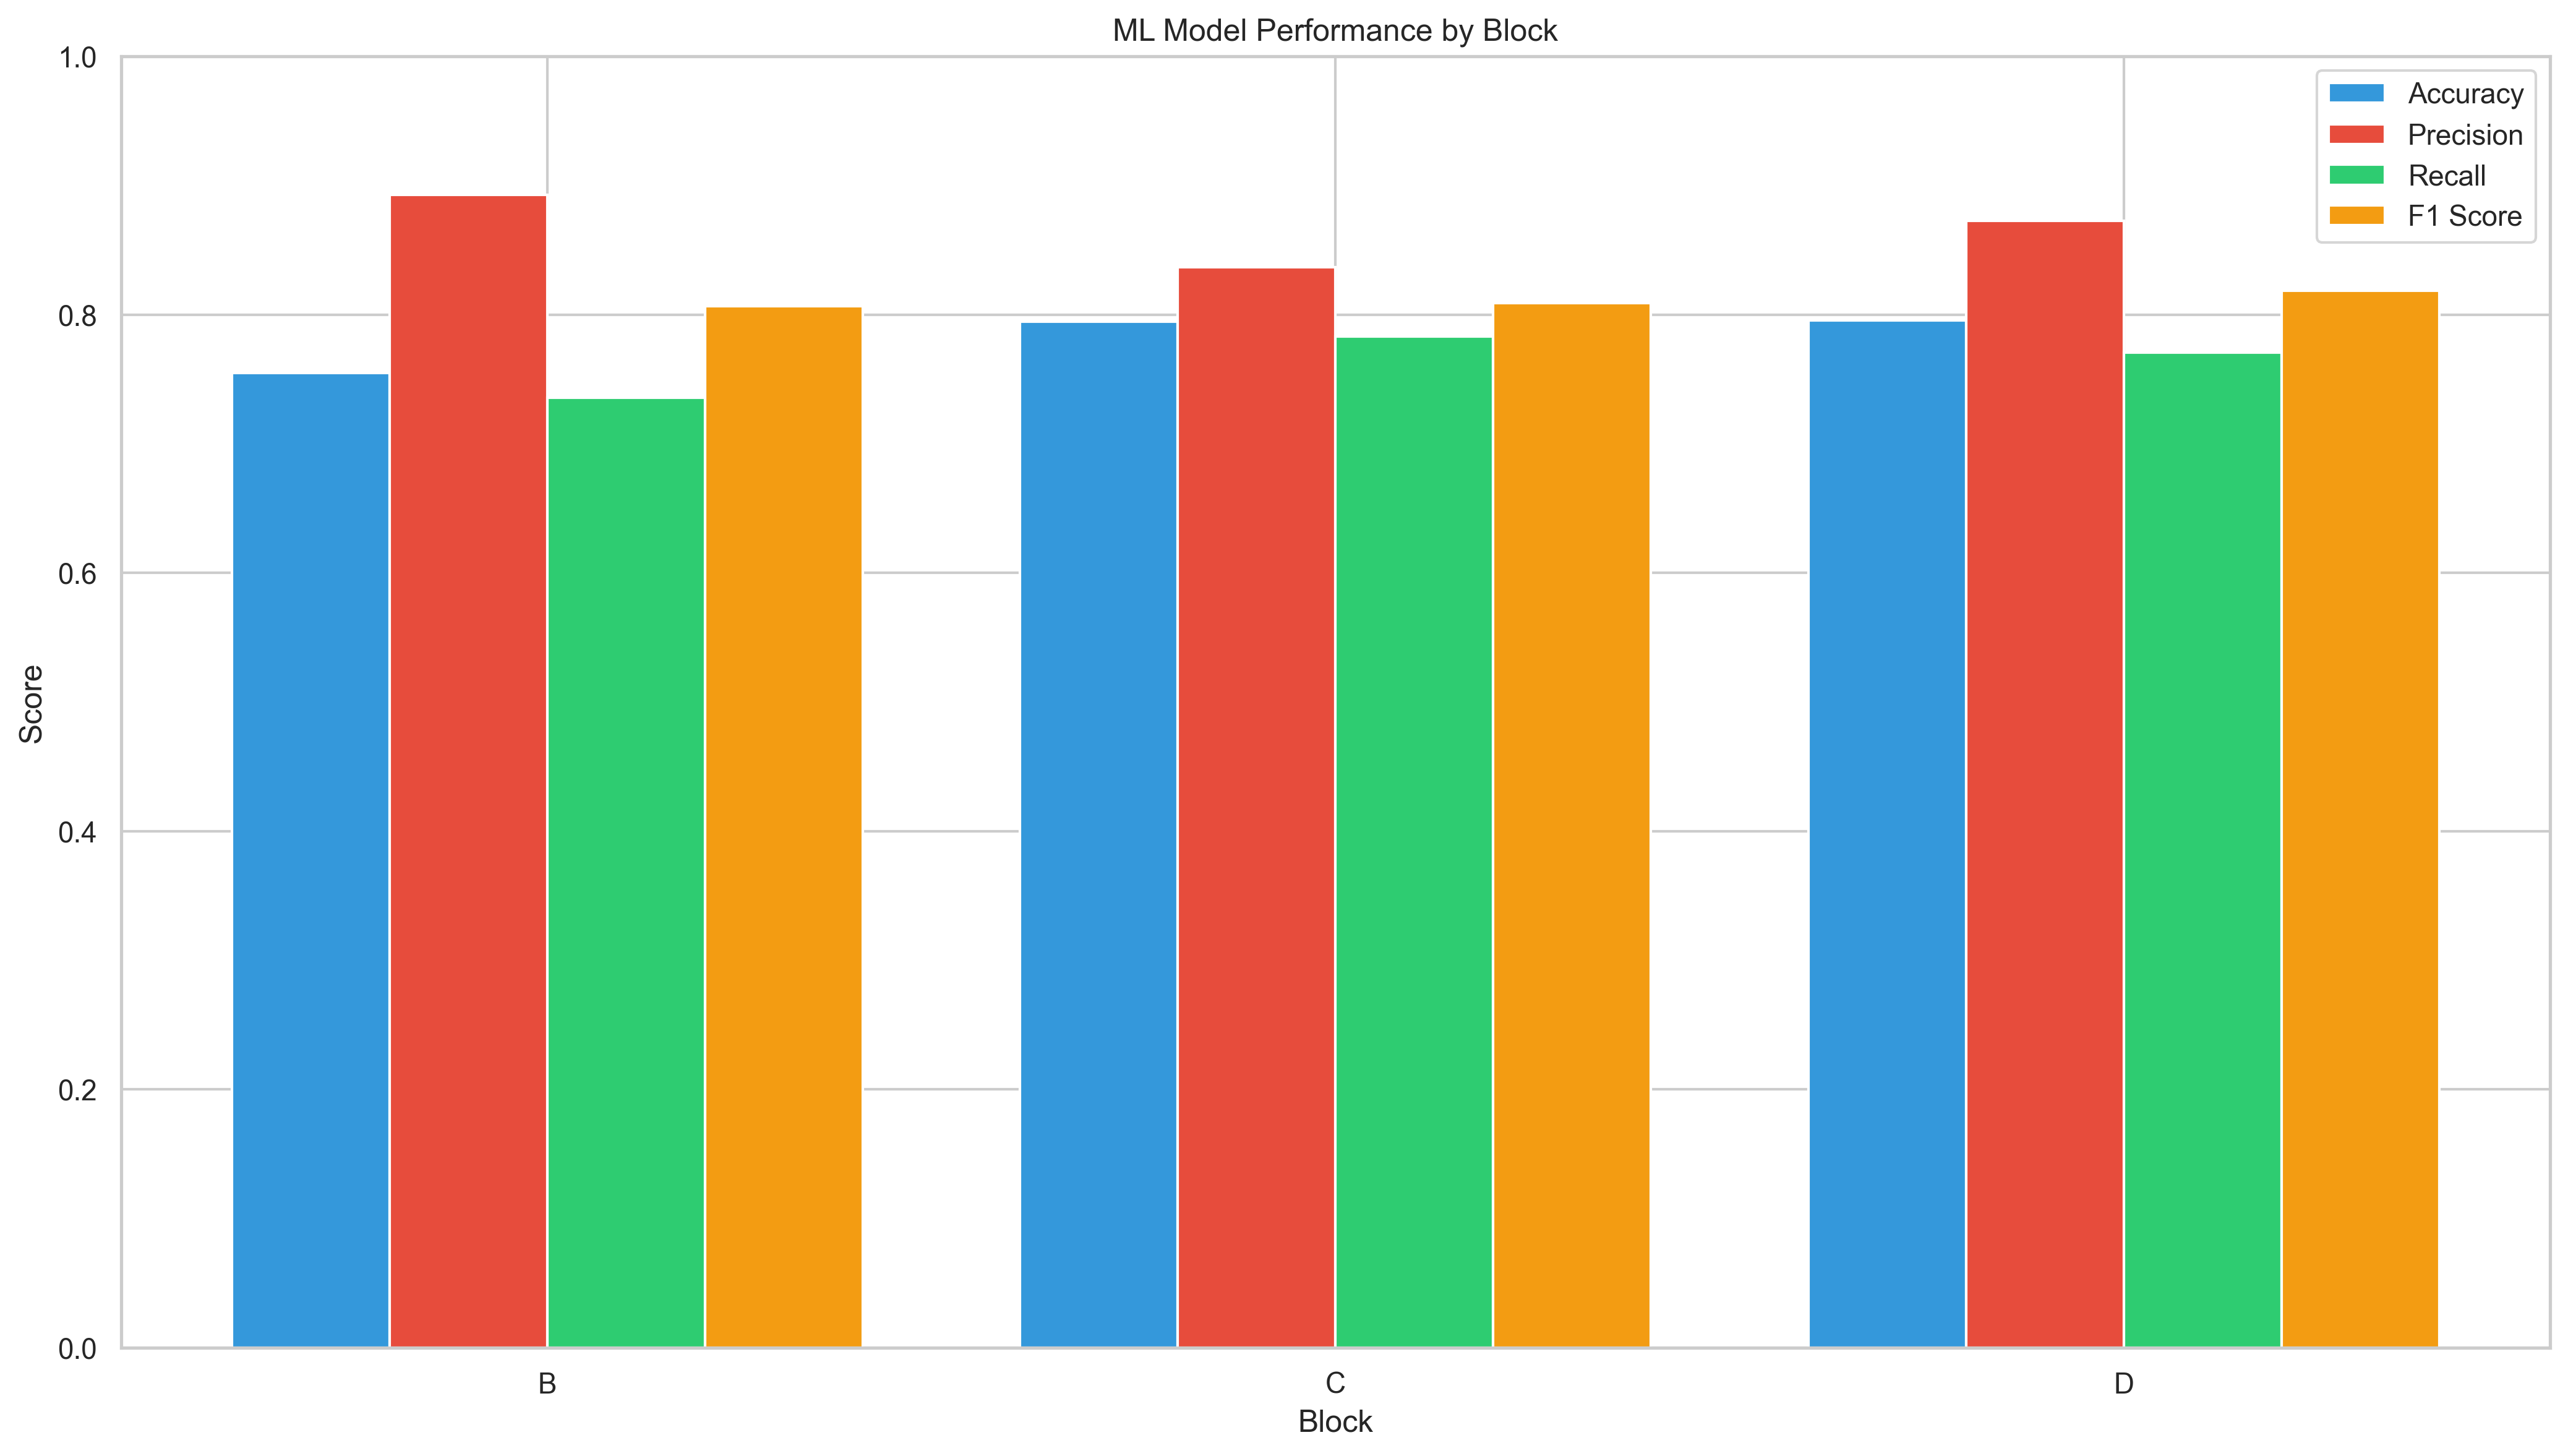 ML Model Performance by Block
1.0
0.8
0.6
0.4
0.2
0.0
Score
Accuracy
Precision
Recall
F1 Score
B
C
D
Block